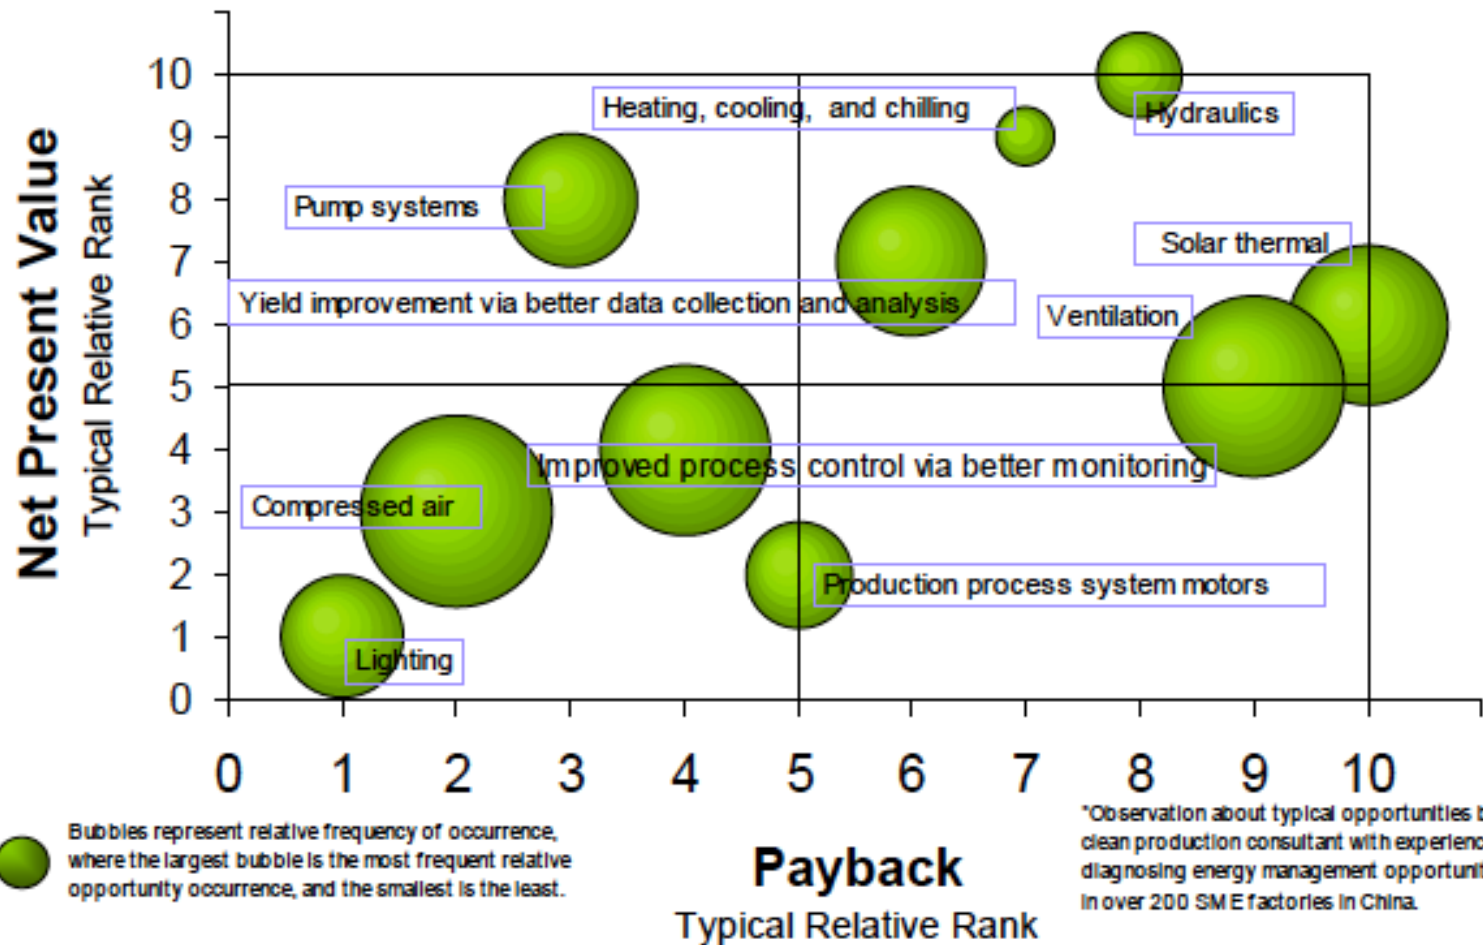 10
Heating, cooling, and chilling
Hydraulics
9
Pump systems
8
Solar thermal
7
Yield improvement via better data collection and analysis
Ventilation
6
5
4
Improved process control via better monitoring
Compressed air
3
2
Production process system motors
1
Lighting
0
Net Present Value
Typical Relative Rank
0 1 2 3 4 5 6 7 8 9 10
Bubbles represent relative frequency of occurrence,
where the largest bubble is the most frequent relative
opportunity occurrence, and the smallest is the least.
Payback
Typical Relative Rank
"Observation about typical opportunities
clean production consultant with
diagnosing energy management
in over 200 SME factories in China.